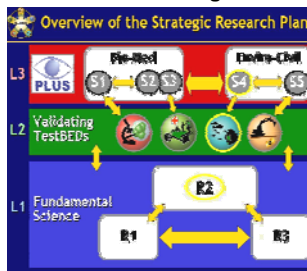 Overview of the Strategic Research Plan
Bio-Med Enviro-Civil
L3 PLUS S1 S2 S3 S4 S5
L2 Validating
TestBEDs
R2
L1 Fundamental
Science
R1 R3